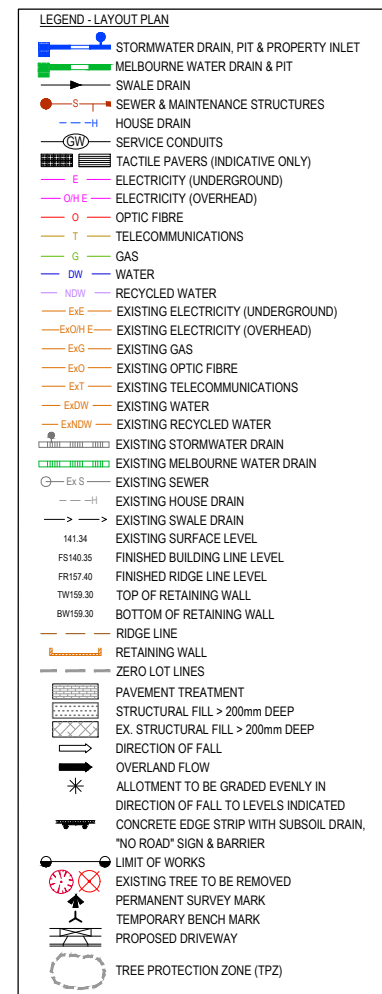 LEGEND - LAYOUT PLAN
STORMWATER DRAIN, PIT & PROPERTY INLET
MELBOURNE WATER DRAIN & PIT
SWALE DRAIN
S SEWER & MAINTENANCE STRUCTURES
H HOUSE DRAIN
GW SERVICE CONDUITS
TACTILE PAVERS (INDICATIVE ONLY)
E ELECTRICITY (UNDERGROUND)
O/H E ELECTRICITY (OVERHEAD)
O OPTIC FIBRE
T TELECOMMUNICATIONS
G GAS
DW WATER
NDW RECYCLED WATER
ExE EXISTING ELECTRICITY (UNDERGROUND)
ExO/H E EXISTING ELECTRICITY (OVERHEAD)
ExG EXISTING GAS
ExO EXISTING OPTIC FIBRE
ExT EXISTING TELECOMMUNICATIONS
ExDW EXISTING WATER
ExNDW EXISTING RECYCLED WATER
EXISTING STORMWATER DRAIN
EXISTING MELBOURNE WATER DRAIN
Ex S EXISTING SEWER
H EXISTING HOUSE DRAIN
EXISTING SWALE DRAIN
141.34 EXISTING SURFACE LEVEL
FS140.35 FINISHED BUILDING LINE LEVEL
FR157.40 FINISHED RIDGE LINE LEVEL
TW159.30 TOP OF RETAINING WALL
BW159.30 BOTTOM OF RETAINING WALL
RIDGE LINE
RETAINING WALL
ZERO LOT LINES
PAVEMENT TREATMENT
STRUCTURAL FILL > 200mm DEEP
EX. STRUCTURAL FILL > 200mm DEEP
DIRECTION OF FALL
OVERLAND FLOW
ALLOTMENT TO BE GRADED EVENLY IN
DIRECTION OF FALL TO LEVELS INDICATED
CONCRETE EDGE STRIP WITH SUBSOIL DRAIN,
"NO ROAD" SIGN & BARRIER
LIMIT OF WORKS
EXISTING TREE TO BE REMOVED
PERMANENT SURVEY MARK
TEMPORARY BENCH MARK
PROPOSED DRIVEWAY
TREE PROTECTION ZONE (TPZ)